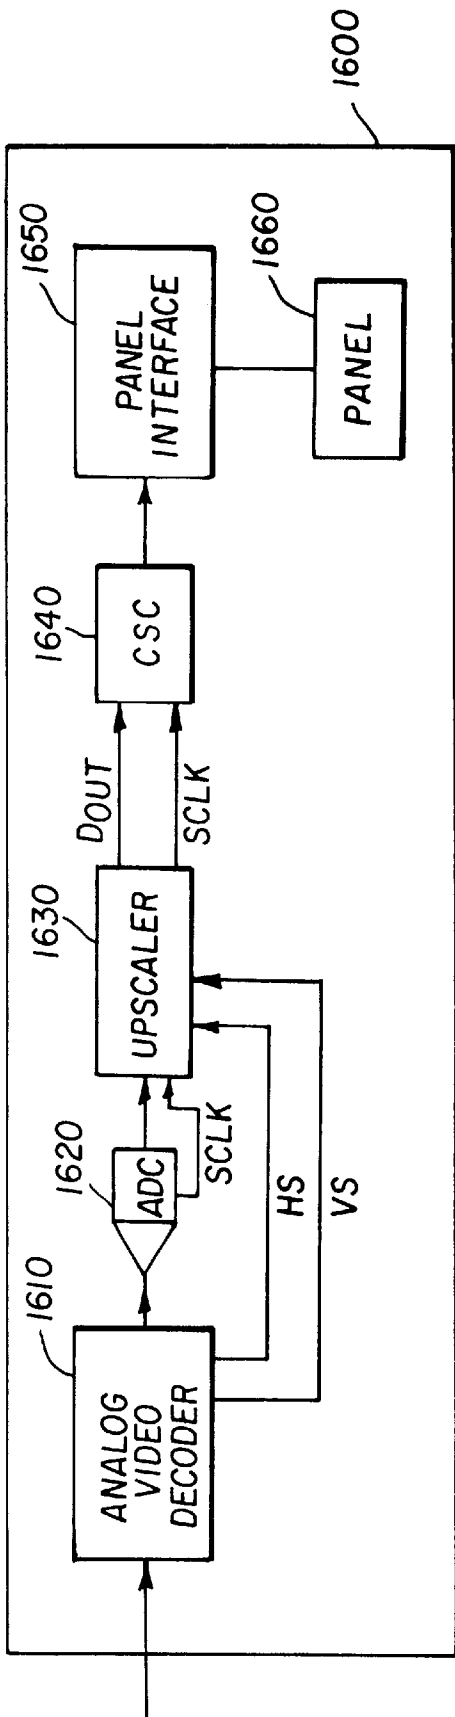 1600
1610
ANALOG
VIDEO
DECODER
1620
ADC
SCLK
HS
VS
1630
UPSCALER
DOUT
SCLK
1640
CSC
1650
PANEL
INTERFACE
1660
PANEL